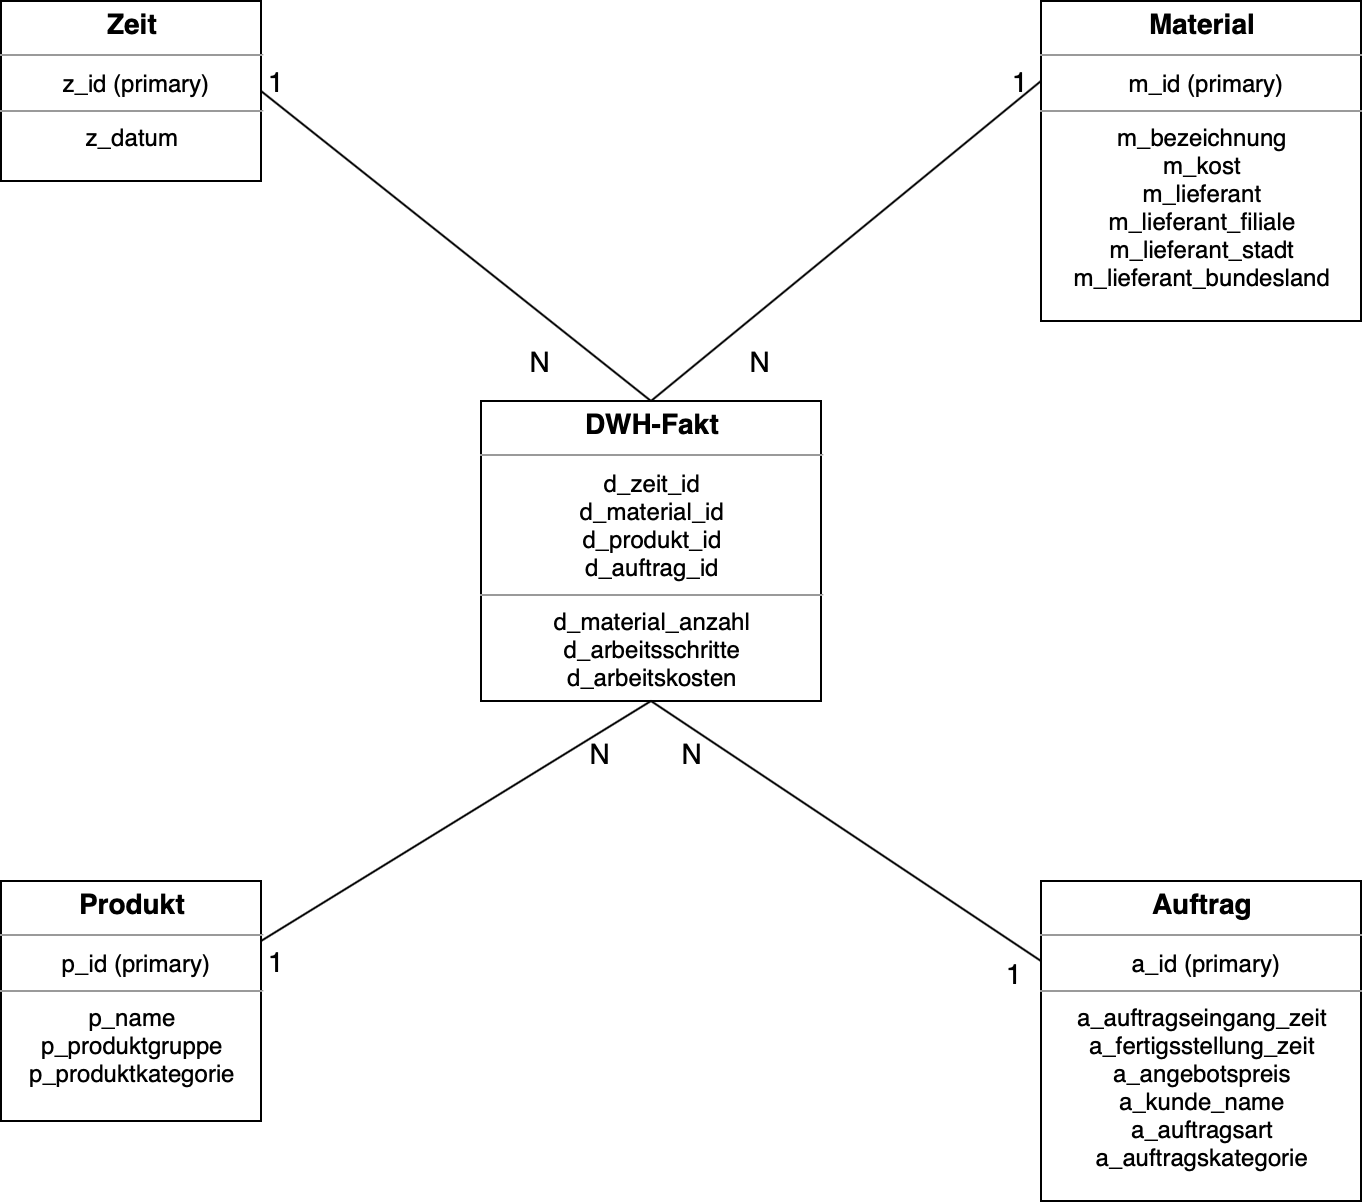 Zeit
z_id (primary)
z_datum
1
Material
m_id (primary)
m_bezeichnung
m_kost
m_lieferant
m_lieferant_filiale
m_lieferant_stadt
m_lieferant_bundesland
1
N
N
DWH-Fakt
d_zeit_id
d_material_id
d_produkt_id
d_auftrag_id
d_material_anzahl
d_arbeitsschritte
d_arbeitskosten
N
N
Produkt
p_id (primary)
p_name
p_produktgruppe
p_produktkategorie
1
Auftrag
a_id (primary)
a_auftragseingang_zeit
a_fertigsstellung_zeit
a_angebotspreis
a_kunde_name
a_auftragsart
a_auftragskategorie
1